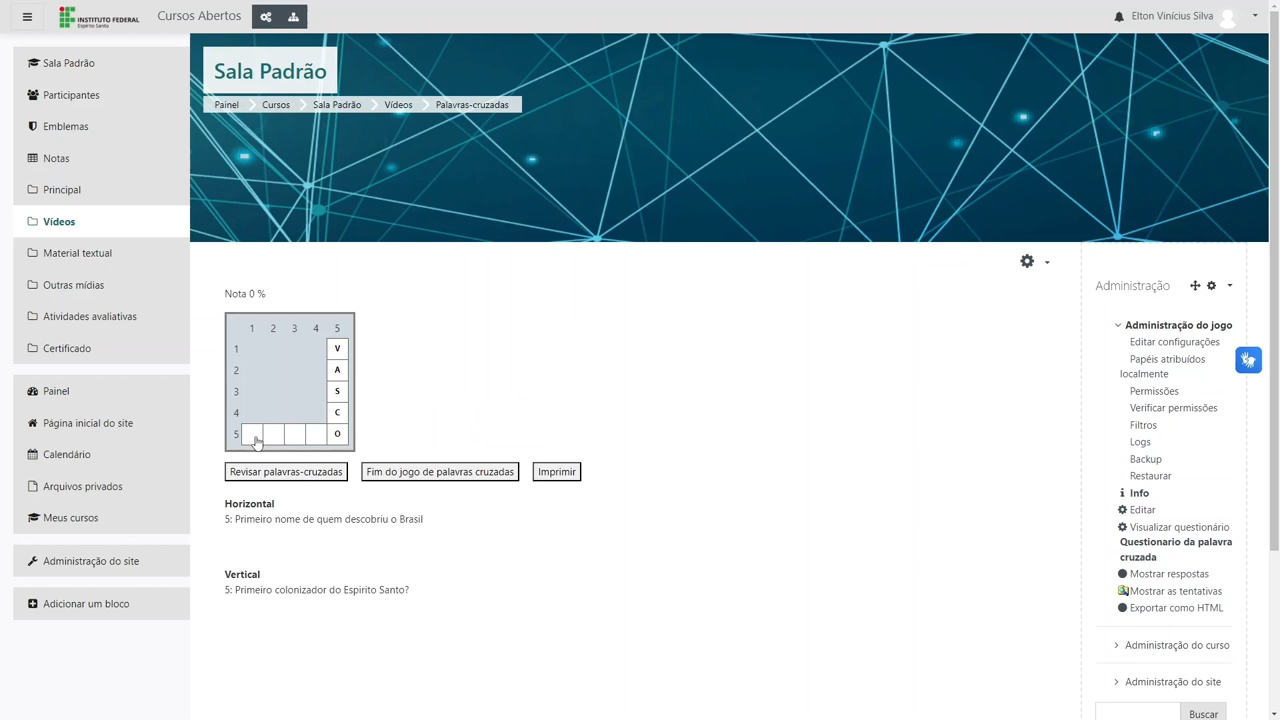 INSTITUTO FEDERAL
Espírito Santo
Cursos Abertos
Elton Vinícius Silva
Sala Padrão
Participantes
Emblemas
Notas
Principal
Vídeos
Material textual
Outras mídias
Atividades avaliativas
Certificado
Painel
Página inicial do site
Calendário
Arquivos privados
Meus cursos
Administração do site
Adicionar um bloco
Sala Padrão
Painel Cursos Sala Padrão Vídeos Palavras-cruzadas
Nota 0 %
1 2 3 4 5
1 V
2 A
3 S
4 C
5 O
Revisar palavras-cruzadas Fim do jogo de palavras cruzadas Imprimir
Horizontal
5: Primeiro nome de quem descobriu o Brasil
Vertical
5: Primeiro colonizador do Espirito Santo?
Administração
Administração do jogo
Editar configurações
Papéis atribuídos
localmente
Permissões
Verificar permissões
Filtros
Logs
Backup
Restaurar
Info
Editar
Visualizar questionário
Questionario da palavra
cruzada
Mostrar respostas
Mostrar as tentativas
Exportar como HTML
Administração do curso
Administração do site
Buscar